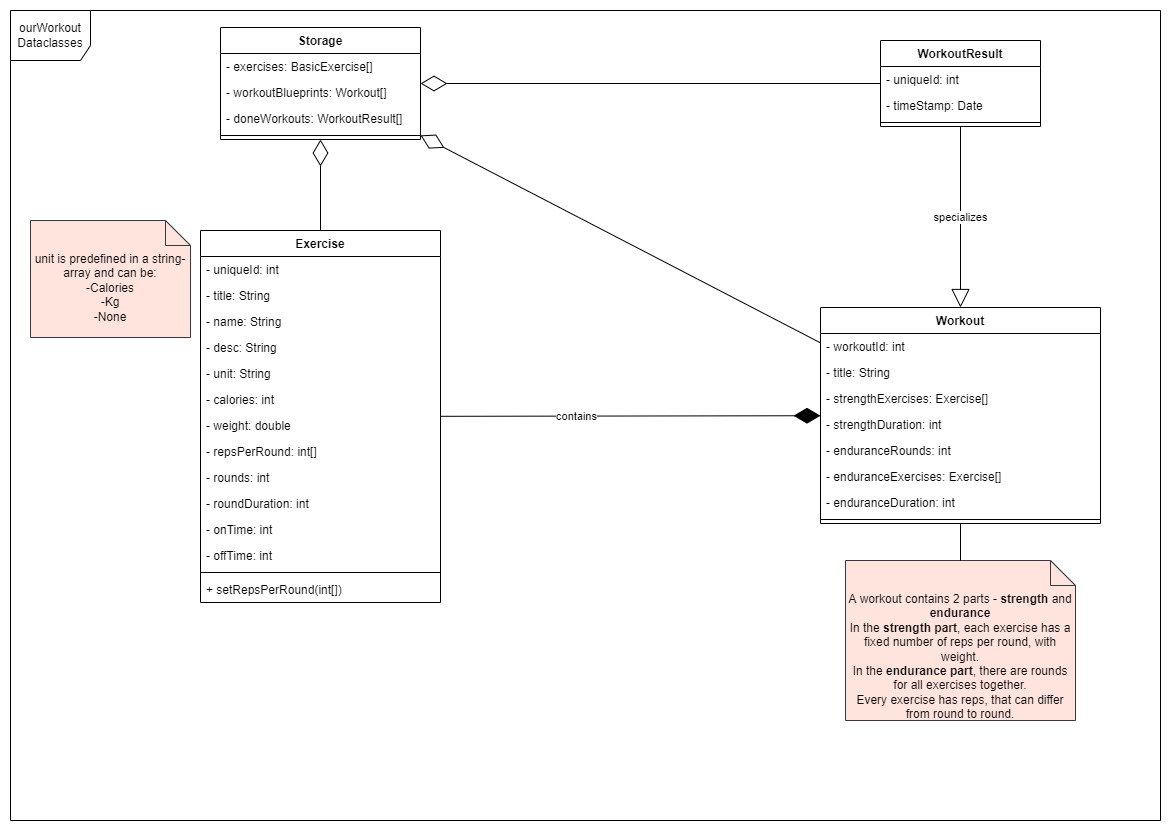 ourWorkout
Dataclasses
Storage
- exercises: BasicExercise[]
- workoutBlueprints: Workout[]
- doneWorkouts: WorkoutResult[]
WorkoutResult
- uniqueId: int
- timeStamp: Date
specializes
unit is predefined in a string-
array and can be:
-Calories
-Kg
-None
Exercise
- uniqueId: int
- title: String
- name: String
- desc: String
- unit: String
- calories: int
- weight: double
- repsPerRound: int[]
- rounds: int
- roundDuration: int
- onTime: int
- offTime: int
+ setRepsPerRound(int[])
contains
Workout
- workoutId: int
- title: String
- strengthExercises: Exercise[]
- strengthDuration: int
- enduranceRounds: int
- enduranceExercises: Exercise[]
- enduranceDuration: int
A workout contains 2 parts - strength and
endurance
In the strength part, each exercise has a
fixed number of reps per round, with
weight.
In the endurance part, there are rounds
for all exercises together.
Every exercise has reps, that can differ
from round to round.